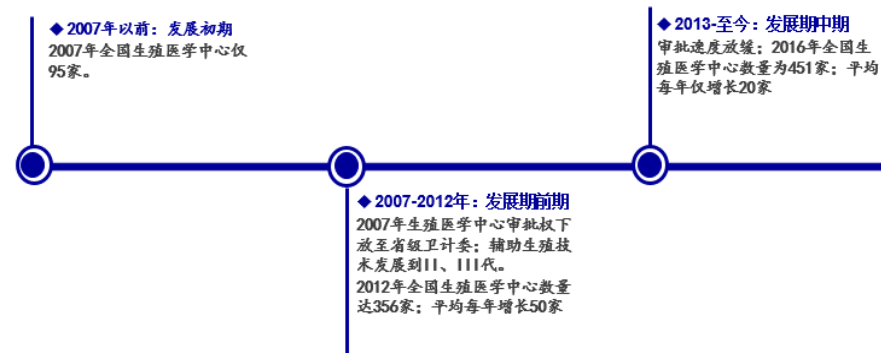 ◆ 2007年以前：发展初期
2007年全国生殖医学中心仅
95家。
◆ 2007-2012年：发展期前期
2007年生殖医学中心审批权下
放至省级卫计委；辅助生殖技
术发展到II、III代。
2012年全国生殖医学中心数量
达356家；平均每年增长50家
◆ 2013-至今：发展期中期
审批速度放缓；2016年全国生
殖医学中心数量为451家；平均
每年仅增长20家